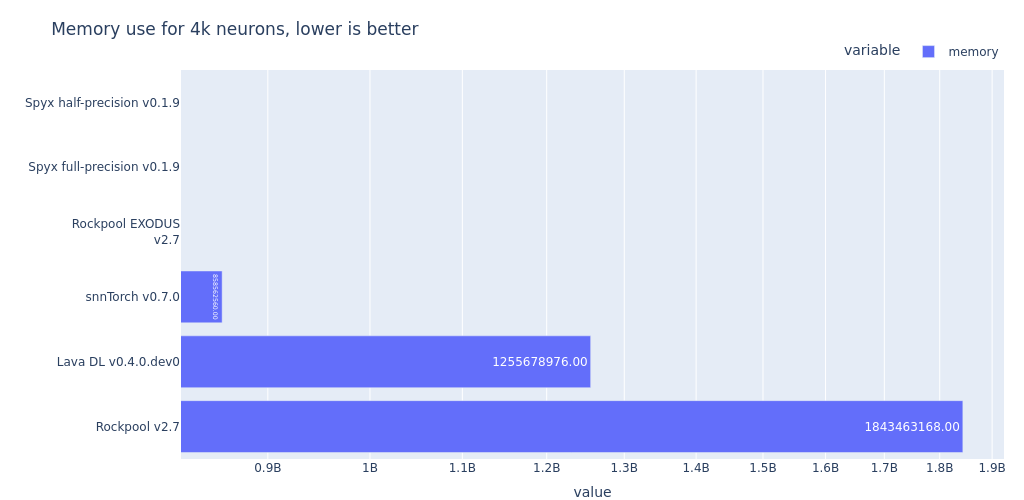 Memory use for 4k neurons, lower is better
variable
memory
Spyx half-precision v0.1.9
Spyx full-precision v0.1.9
Rockpool EXODUS
v2.7
snnTorch v0.7.0
858562560.00
Lava DL v0.4.0.dev0
1255678976.00
Rockpool v2.7
1843463168.00
0.9B
1B
1.1B
1.2B
1.3B
1.4B
1.5B
1.6B
1.7B
1.8B
1.9B
value